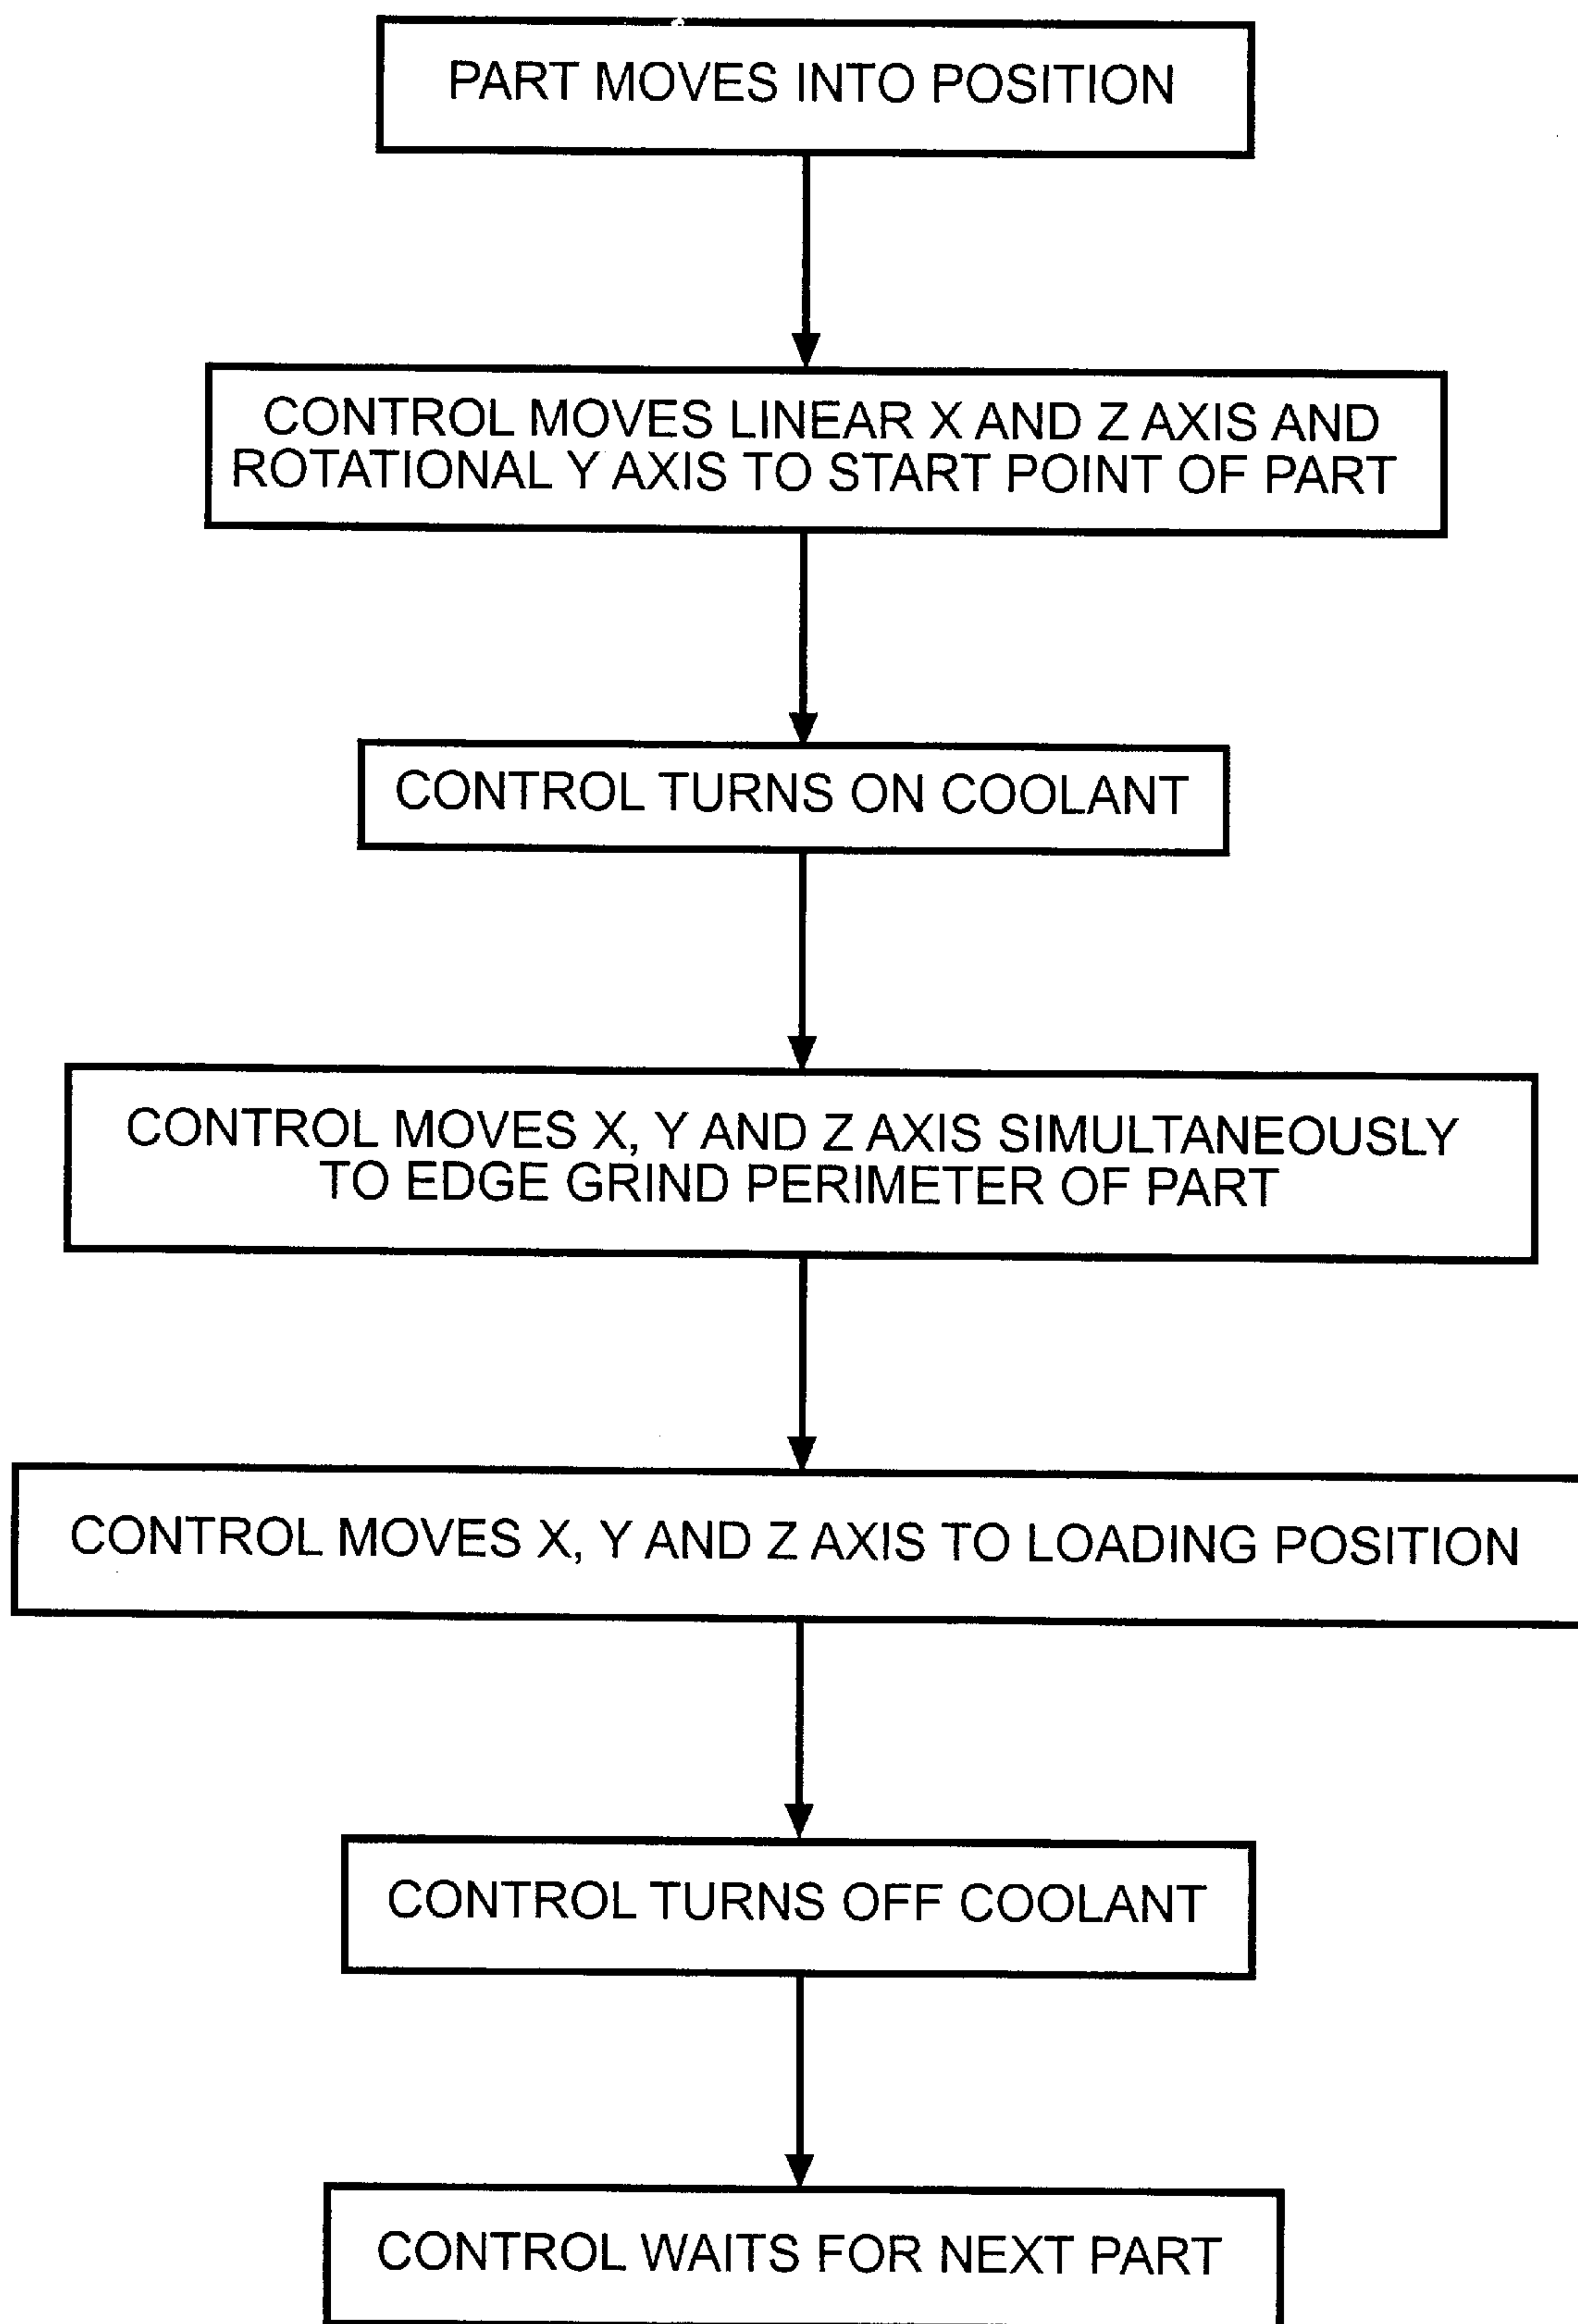 PART MOVES INTO POSITION
CONTROL MOVES LINEAR X AND Z AXIS AND
ROTATIONAL Y AXIS TO START POINT OF PART
CONTROL TURNS ON COOLANT
CONTROL MOVES X, Y AND Z AXIS SIMULTANEOUSLY
TO EDGE GRIND PERIMETER OF PART
CONTROL MOVES X, Y AND Z AXIS TO LOADING POSITION
CONTROL TURNS OFF COOLANT
CONTROL WAITS FOR NEXT PART